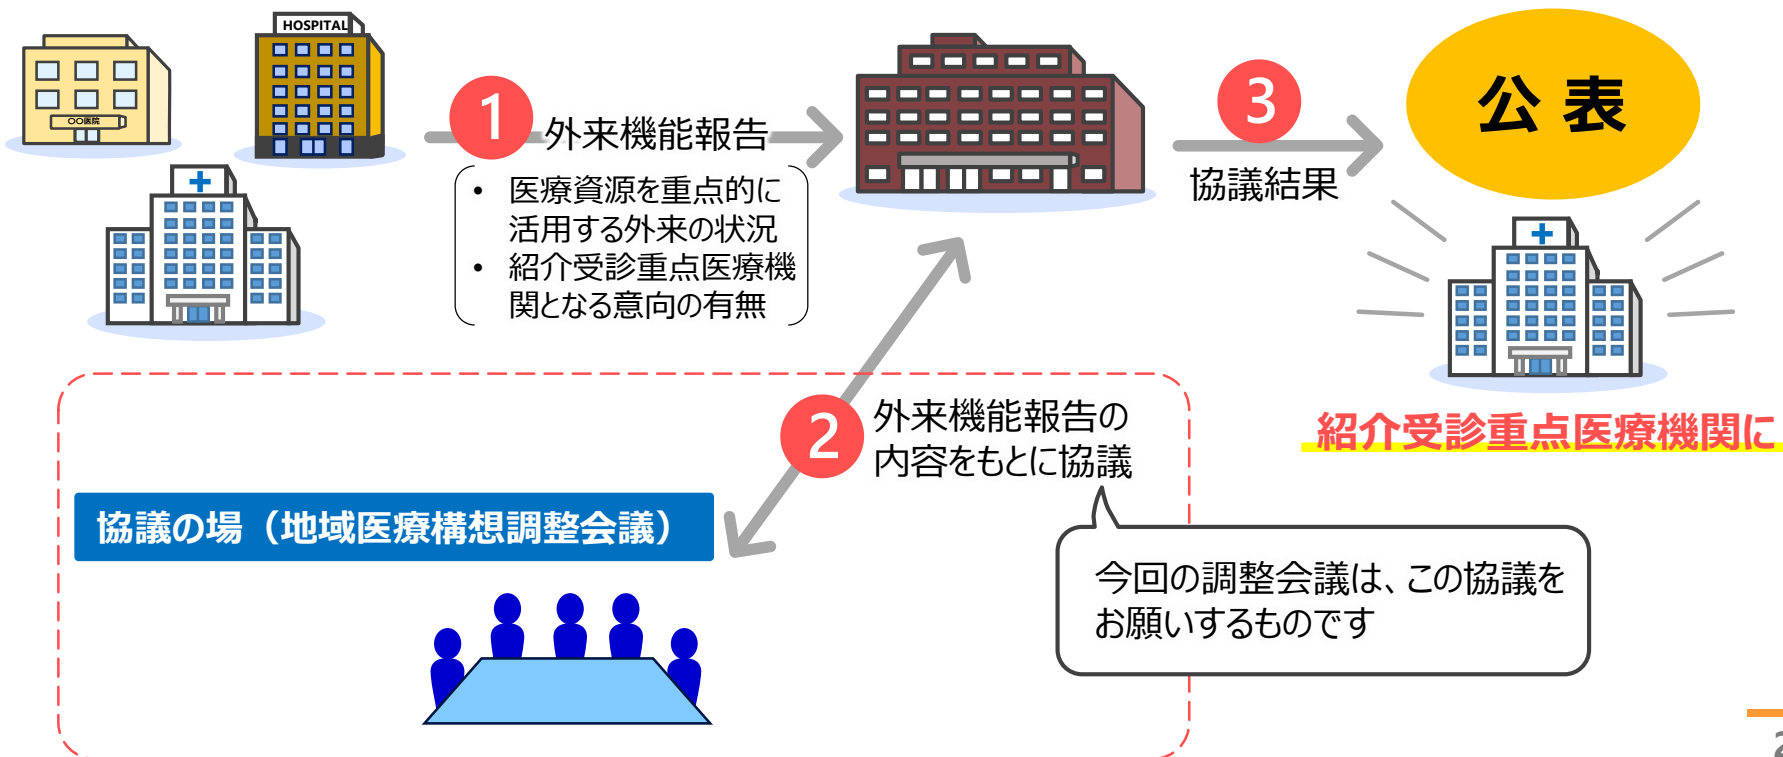 HOSPITAL
〇〇医院
1
外来機能報告
• 医療資源を重点的に
活用する外来の状況
• 紹介受診重点医療機
関となる意向の有無
3
協議結果
公 表
紹介受診重点医療機関に
2
外来機能報告の
内容をもとに協議
協議の場（地域医療構想調整会議）
今回の調整会議は、この協議を
お願いするものです